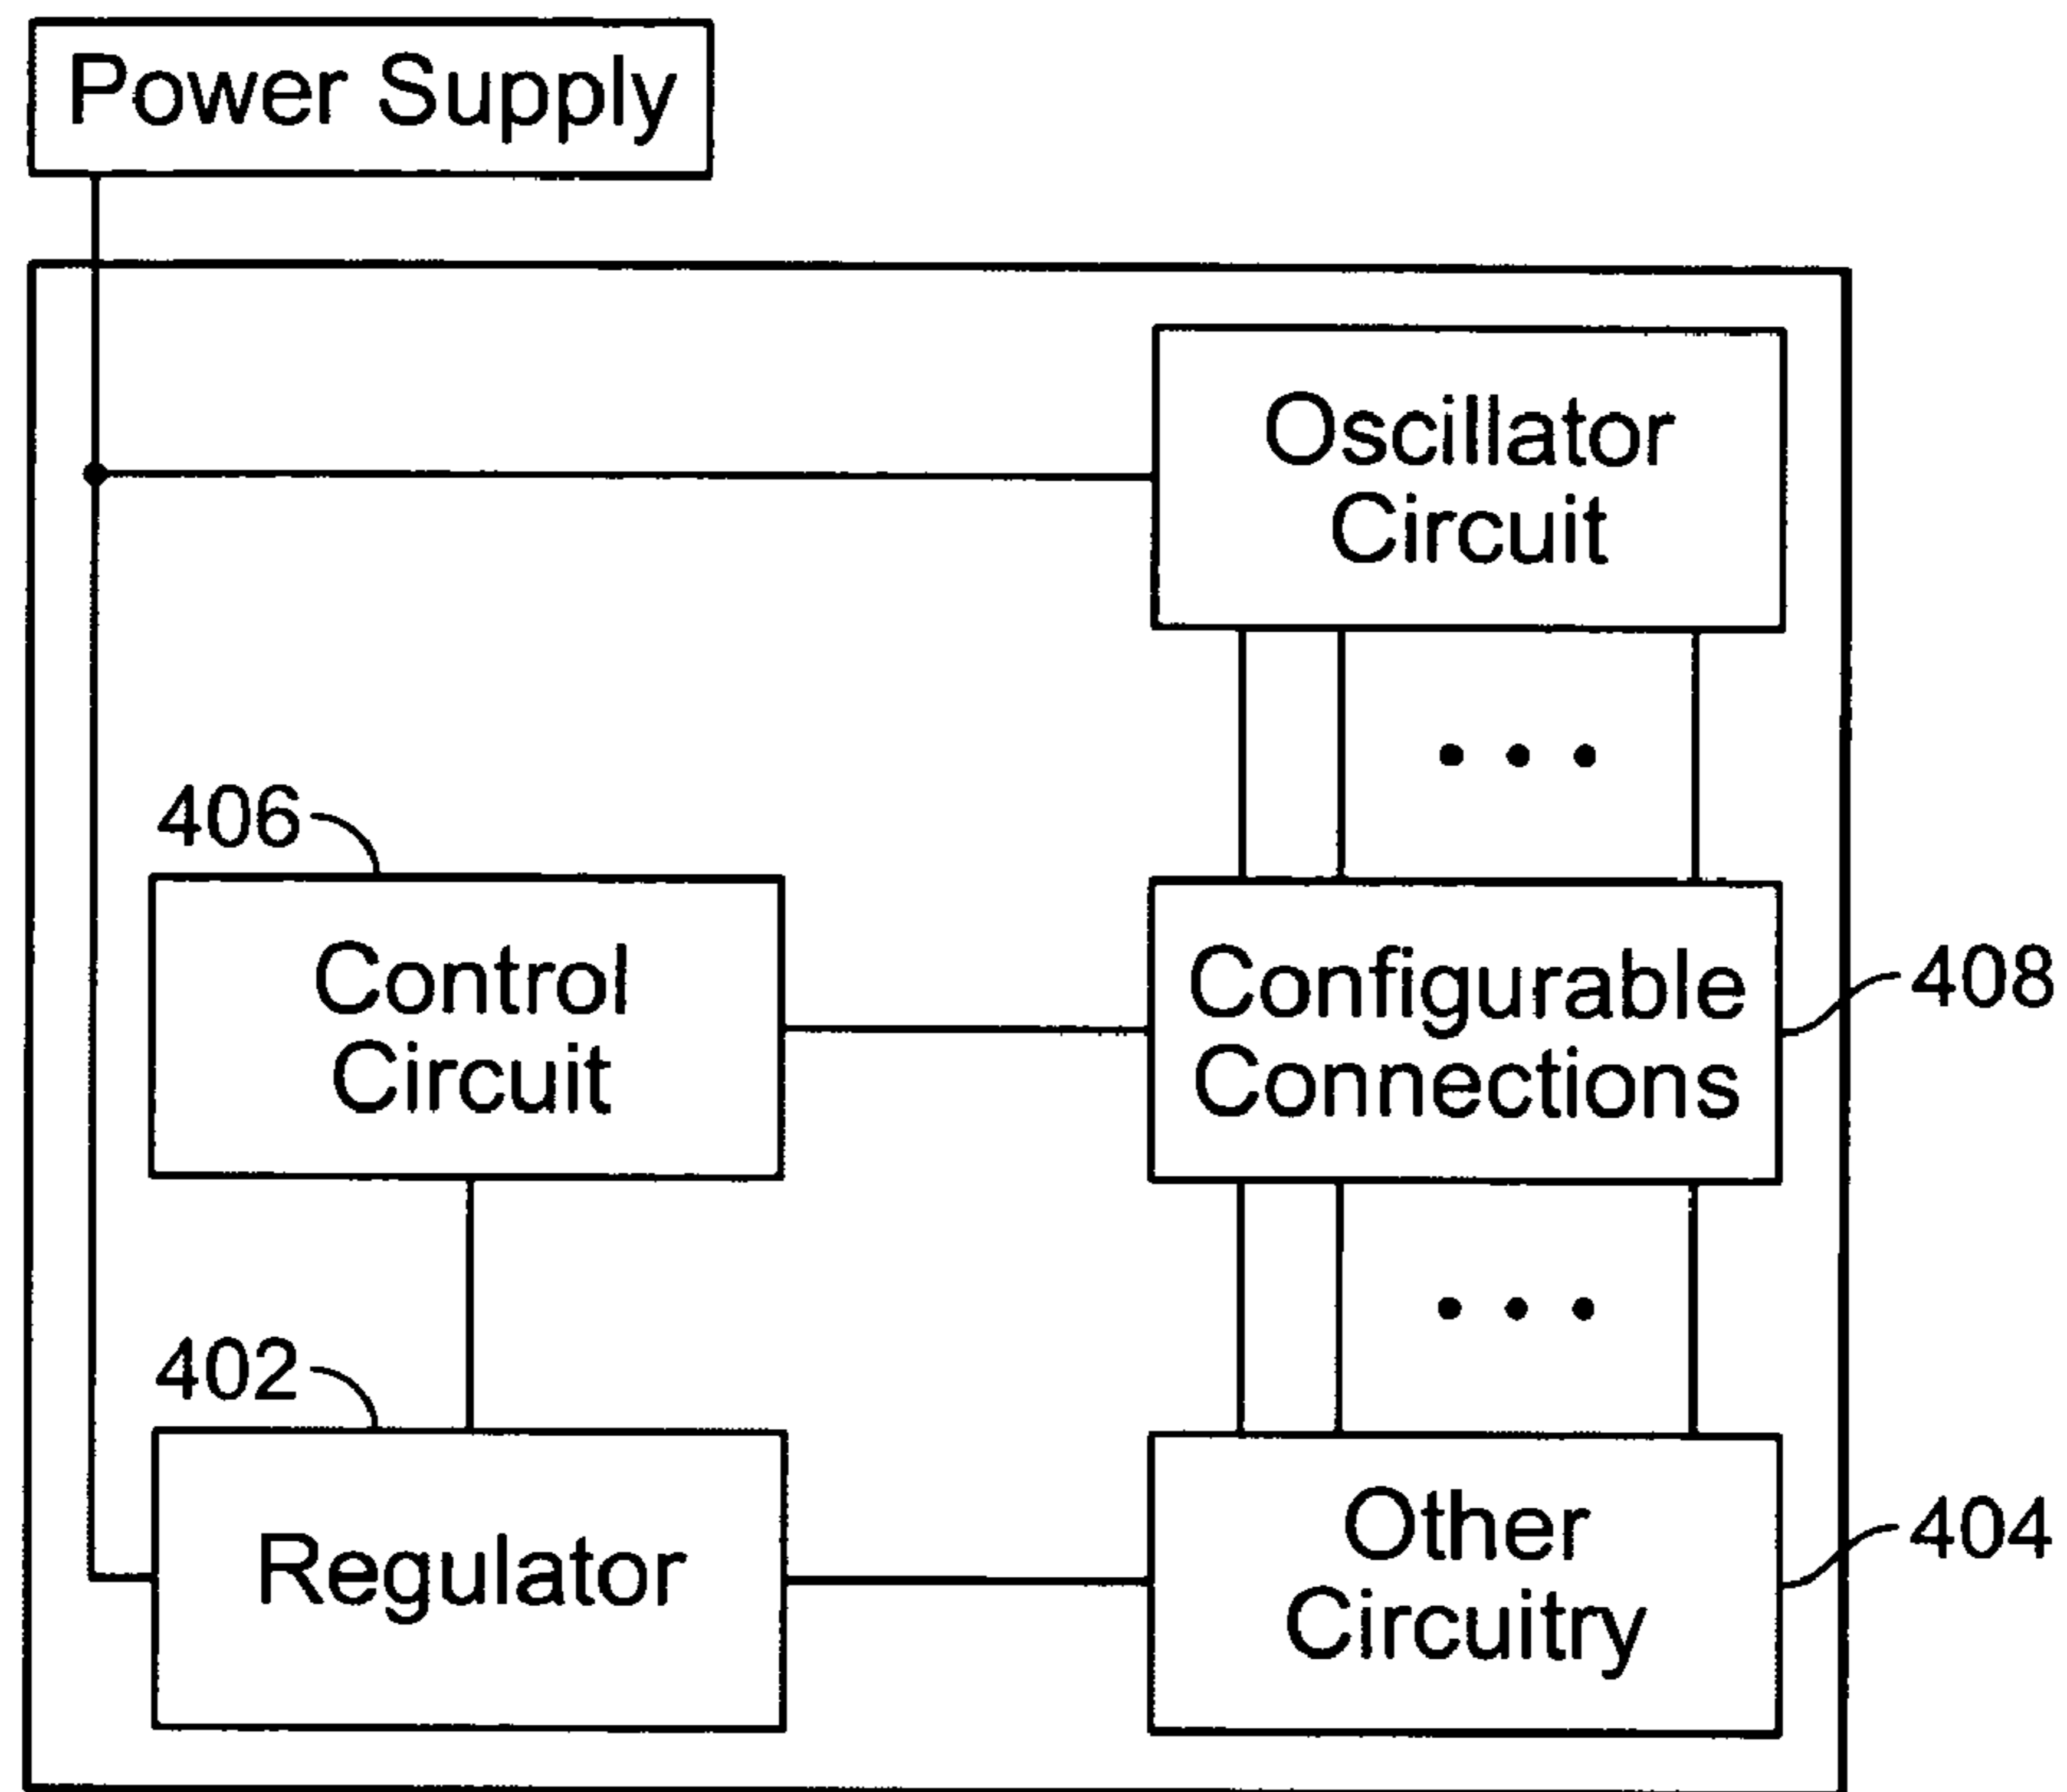 Power Supply
Oscillator
Circuit
406
Control
Circuit
Configurable
Connections
408
402
Regulator
Other
Circuitry
404